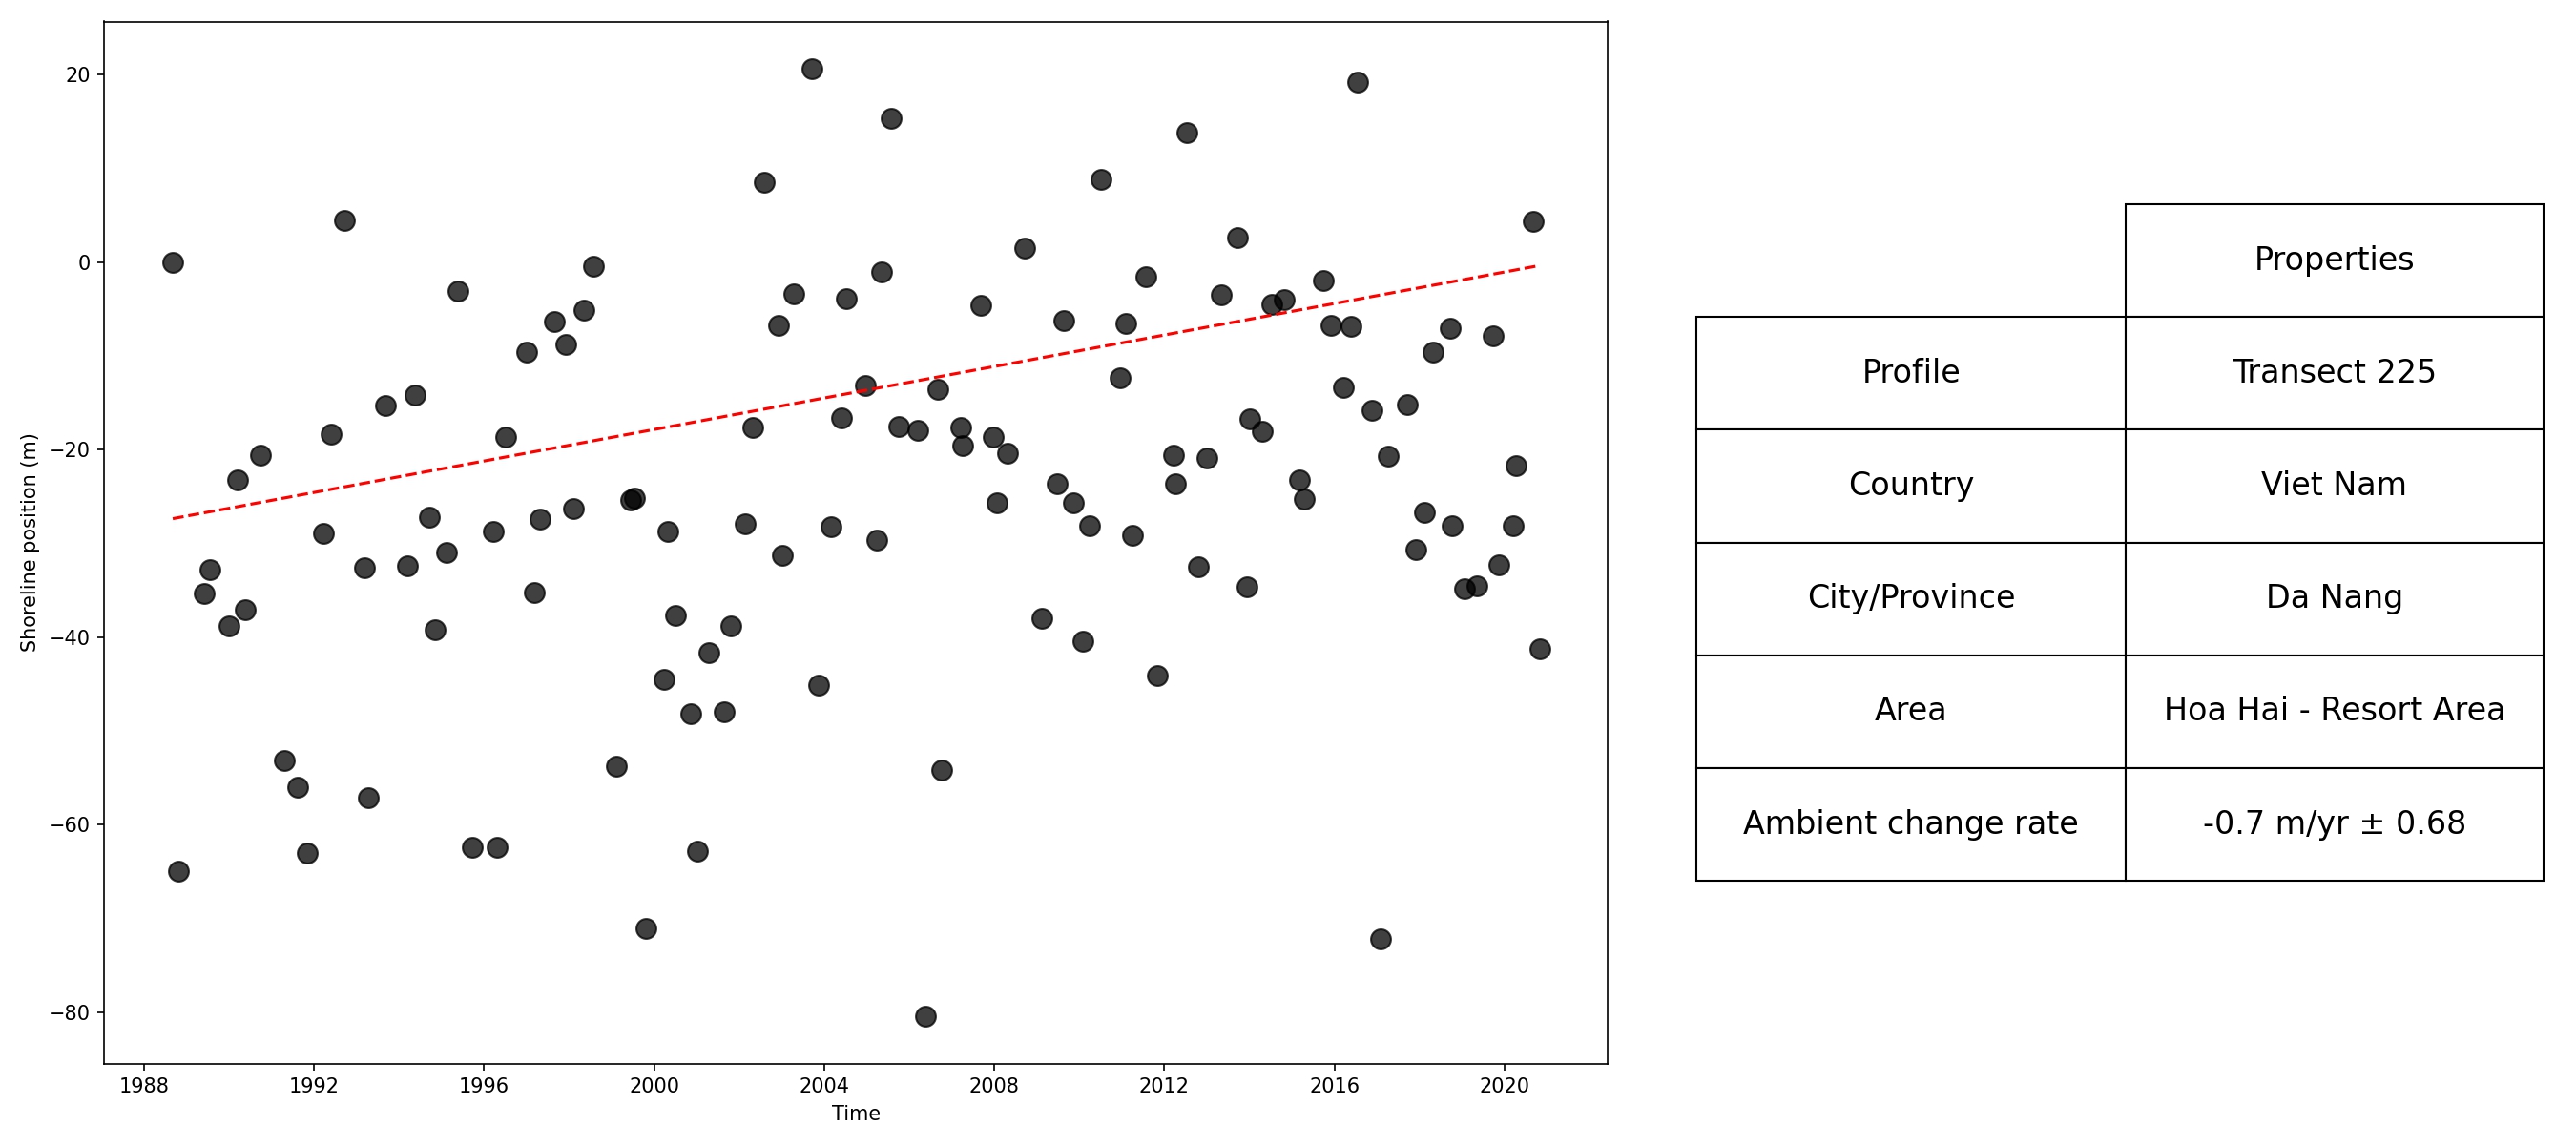 20
0
−20
−40
−60
−80
Shoreline position (m)
1988 1992 1996 2000 2004 2008 2012 2016 2020
Time
Properties
Profile Transect 225
Country Viet Nam
City/Province Da Nang
Area Hoa Hai - Resort Area
Ambient change rate -0.7 m/yr ± 0.68